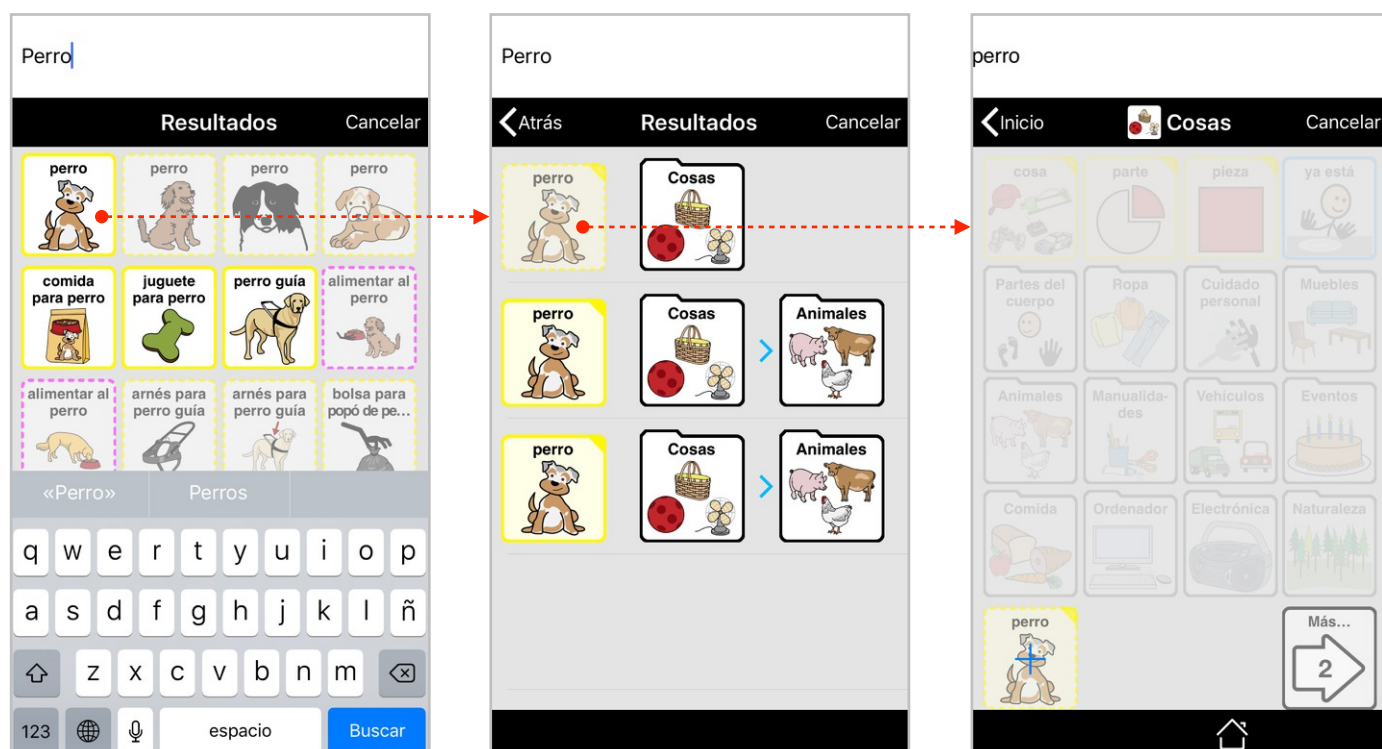 Perro
Resultados Cancelar
perro perro perro perro
comida para perro
juguete para perro
perro guía
alimentar al perro
alimentar al perro
arnés para perro guía
arnés para perro guía
bolsa para popó de pe...
«Perro» Perros
q w e r t y u i o p
a s d f g h j k l ñ
z x c v b n m
123 espacio Buscar
Perro
Atrás Resultados Cancelar
perro Cosas
perro Cosas Animales
perro Cosas Animales
perro
Inicio Cosas Cancelar
cosa parte pieza ya está
Partes del cuerpo
Ropa
Cuidado personal
Muebles
Animales
Manualida-
des
Vehículos
Eventos
Comida Ordenador Electrónica Naturaleza
perro
Más...
2